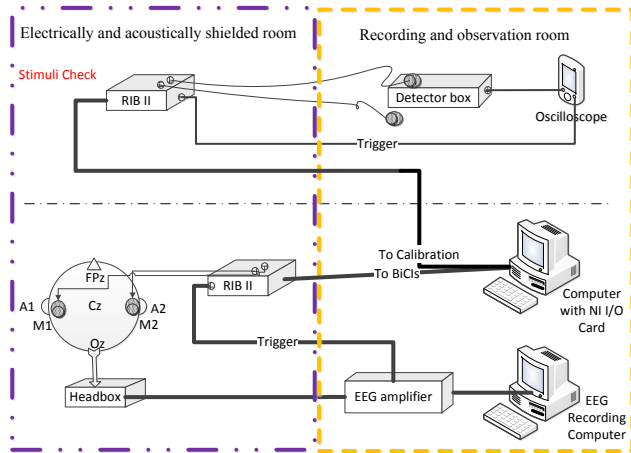 Electrically and acoustically shielded room
Recording and observation room
Stimuli Check
RIB II
Detector box
Oscilloscope
Trigger
To Calibration
To BiCIs
FPz
RIB II
A1
Cz
A2
M1
M2
Oz
Computer
with NI I/O
Card
Trigger
Headbox
EEG amplifier
EEG
Recording
Computer